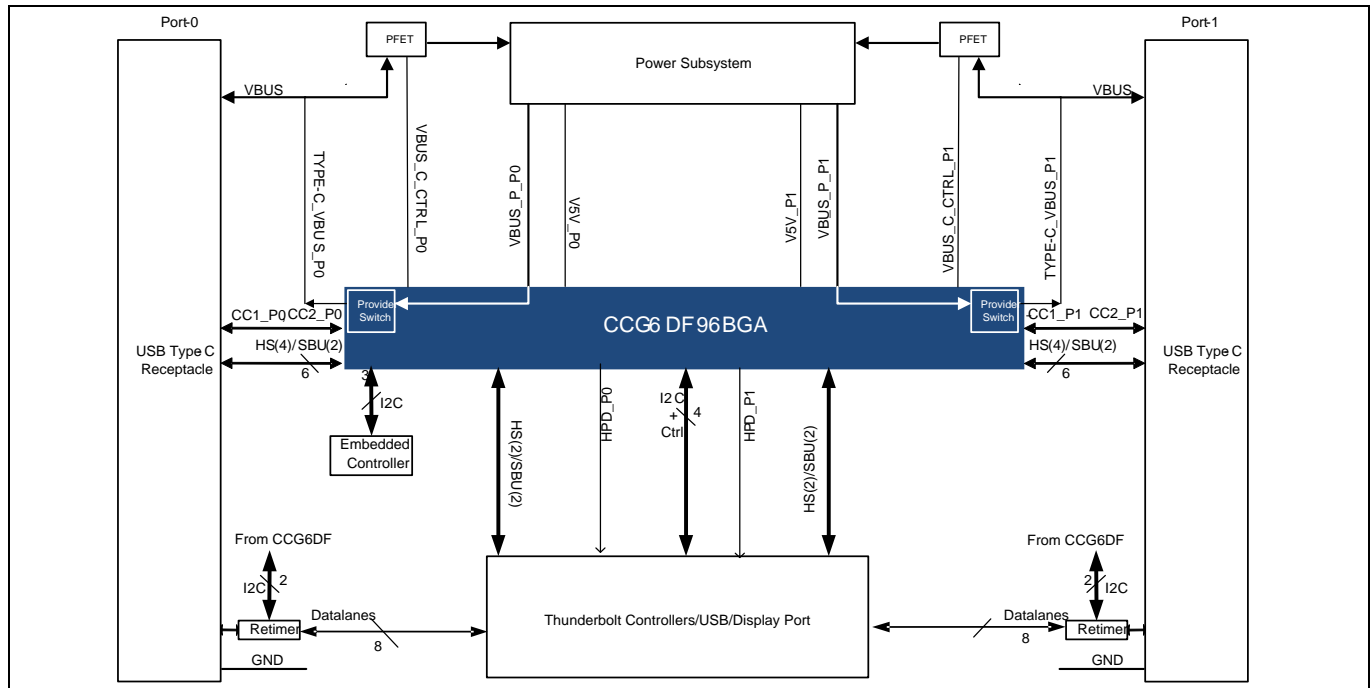 Port-0
Port-1
PFET
Power Subsystem
PFET
VBUS
VBUS
TYPE-C_VBUS_P0
VBUS_C_CTRL_P0
VBUS_P_P0
V5V_P0
V5V_P1
VBUS_P_P1
VBUS_C_CTRL_P1
TYPE-C_VBUS_P1
Provider
Switch
CCG6 DF96BGA
Provider
Switch
CC1_P0 CC2_P0
CC1_P1 CC2_P1
HS(4)/SBU(2)
6
HS(4)/SBU(2)
6
USB Type C
Receptacle
USB Type C
Receptacle
3
I2C
Embedded
Controller
HS(2)/SBU(2)
HPD_P0
I2C
+
Ctrl
4
HPD_P1
HS(2)/SBU(2)
From CCG6DF
I2C
2
Retimer
Datalanes
8
GND
Thunderbolt Controllers/USB/Display Port
From CCG6DF
2
I2C
Datalanes
8
Retimer
GND